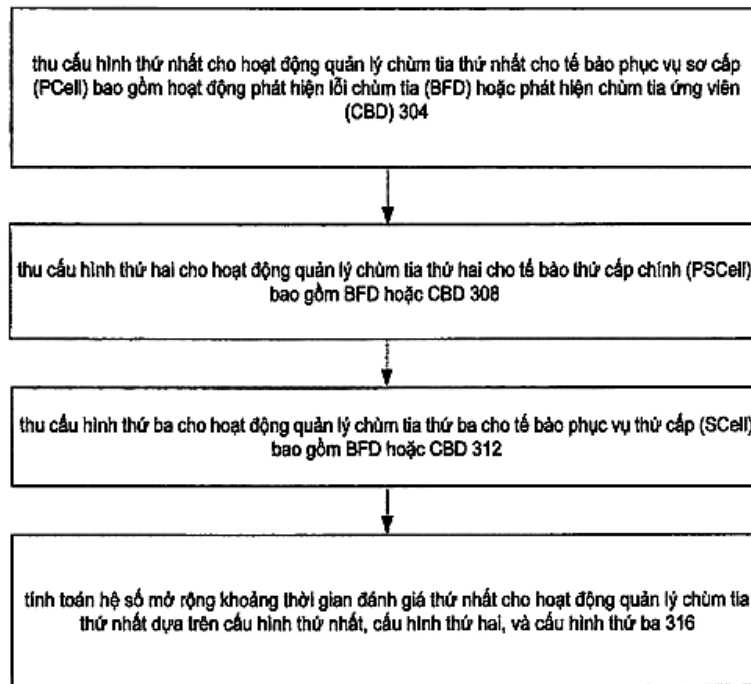 thu cấu hình thứ nhất cho hoạt động quản lý chùm tia thứ nhất cho tế bào phục vụ sơ cấp
(PCell) bao gồm hoạt động phát hiện lỗi chùm tia (BFD) hoặc phát hiện chùm tia ứng viên
(CBD) 304
thu cấu hình thứ hai cho hoạt động quản lý chùm tia thứ hai cho tế bào thứ cấp chính (PSCell)
bao gồm BFD hoặc CBD 308
thu cấu hình thứ ba cho hoạt động quản lý chùm tia thứ ba cho tế bào phục vụ thứ cấp (SCell)
bao gồm BFD hoặc CBD 312
tính toán hệ số mở rộng khoảng thời gian đánh giá thứ nhất cho hoạt động quản lý chùm tia
thứ nhất dựa trên cấu hình thứ nhất, cấu hình thứ hai, và cấu hình thứ ba 316